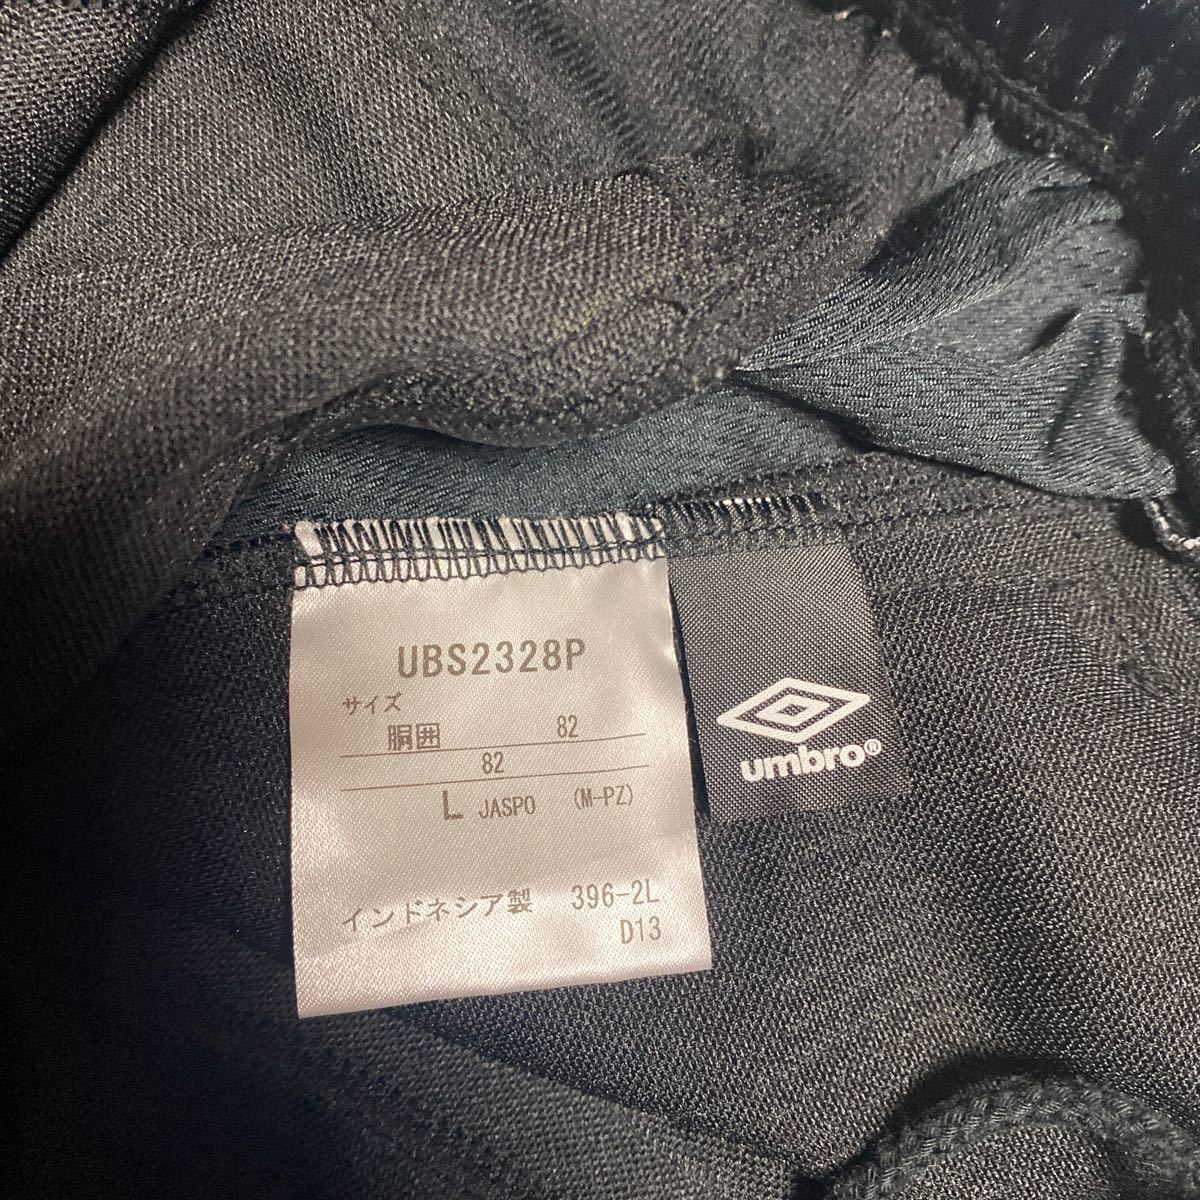 UBS2328P
サイズ
胴囲 82
82
L JASPO (M-PZ)
インドネシア製 396-2L
D13
umbro®